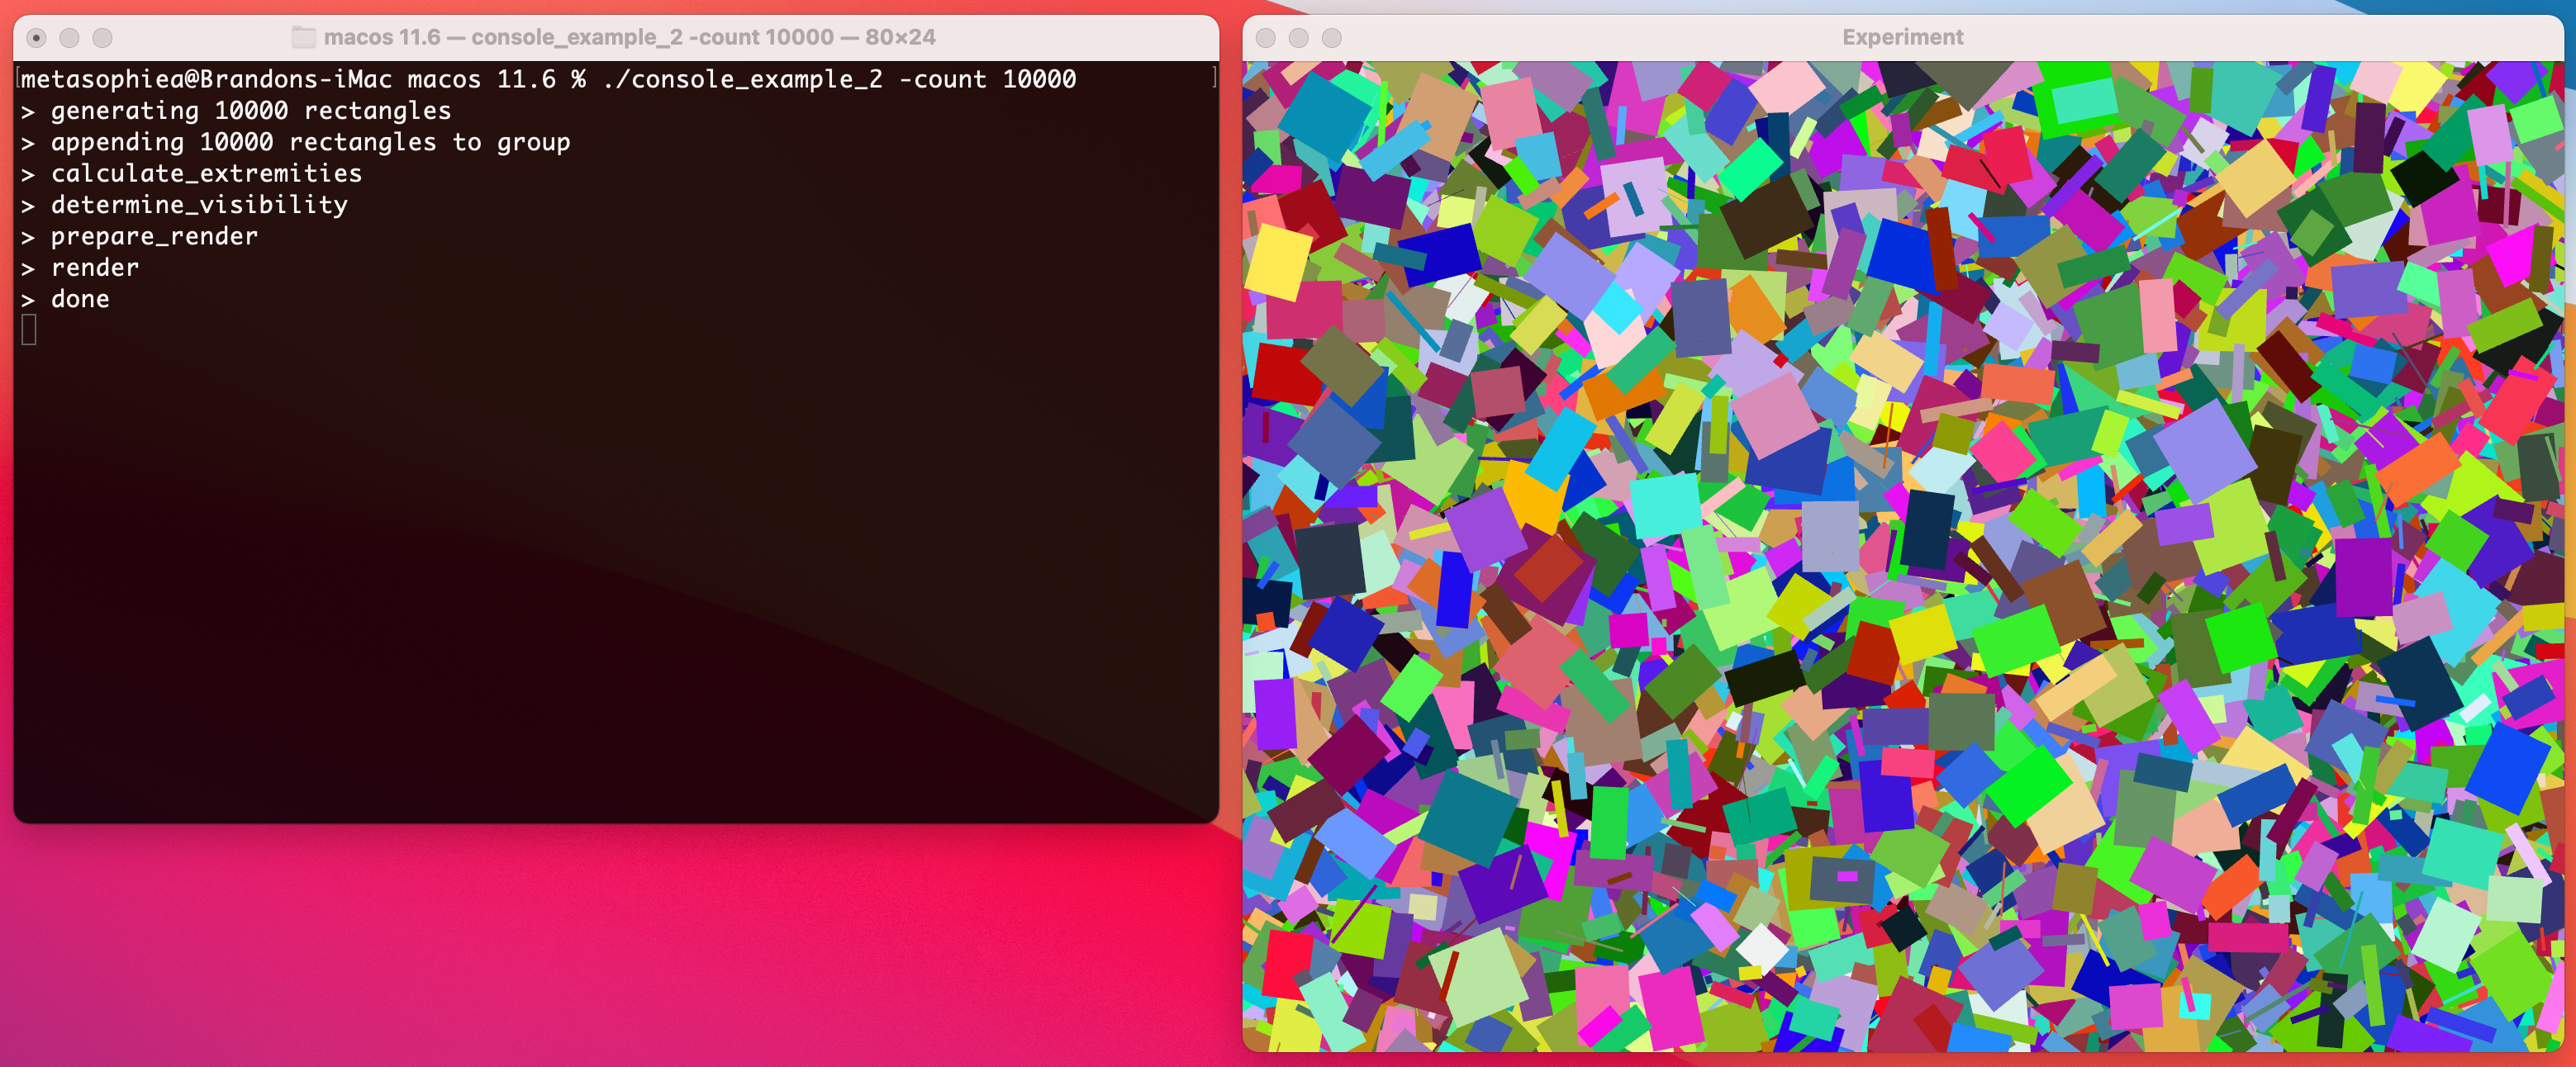 macos 11.6 — console_example_2 -count 10000 — 80×24
[metasophiea@Brandons-iMac macos 11.6 % ./console_example_2 -count 10000 ]
> generating 10000 rectangles
> appending 10000 rectangles to group
> calculate_extremities
> determine_visibility
> prepare_render
> render
> done
Experiment